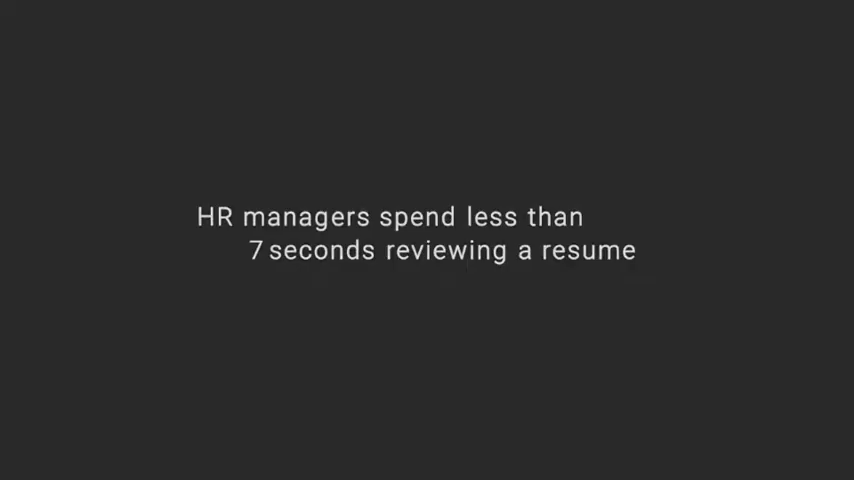 HR managers spend less than
7 seconds reviewing a resume